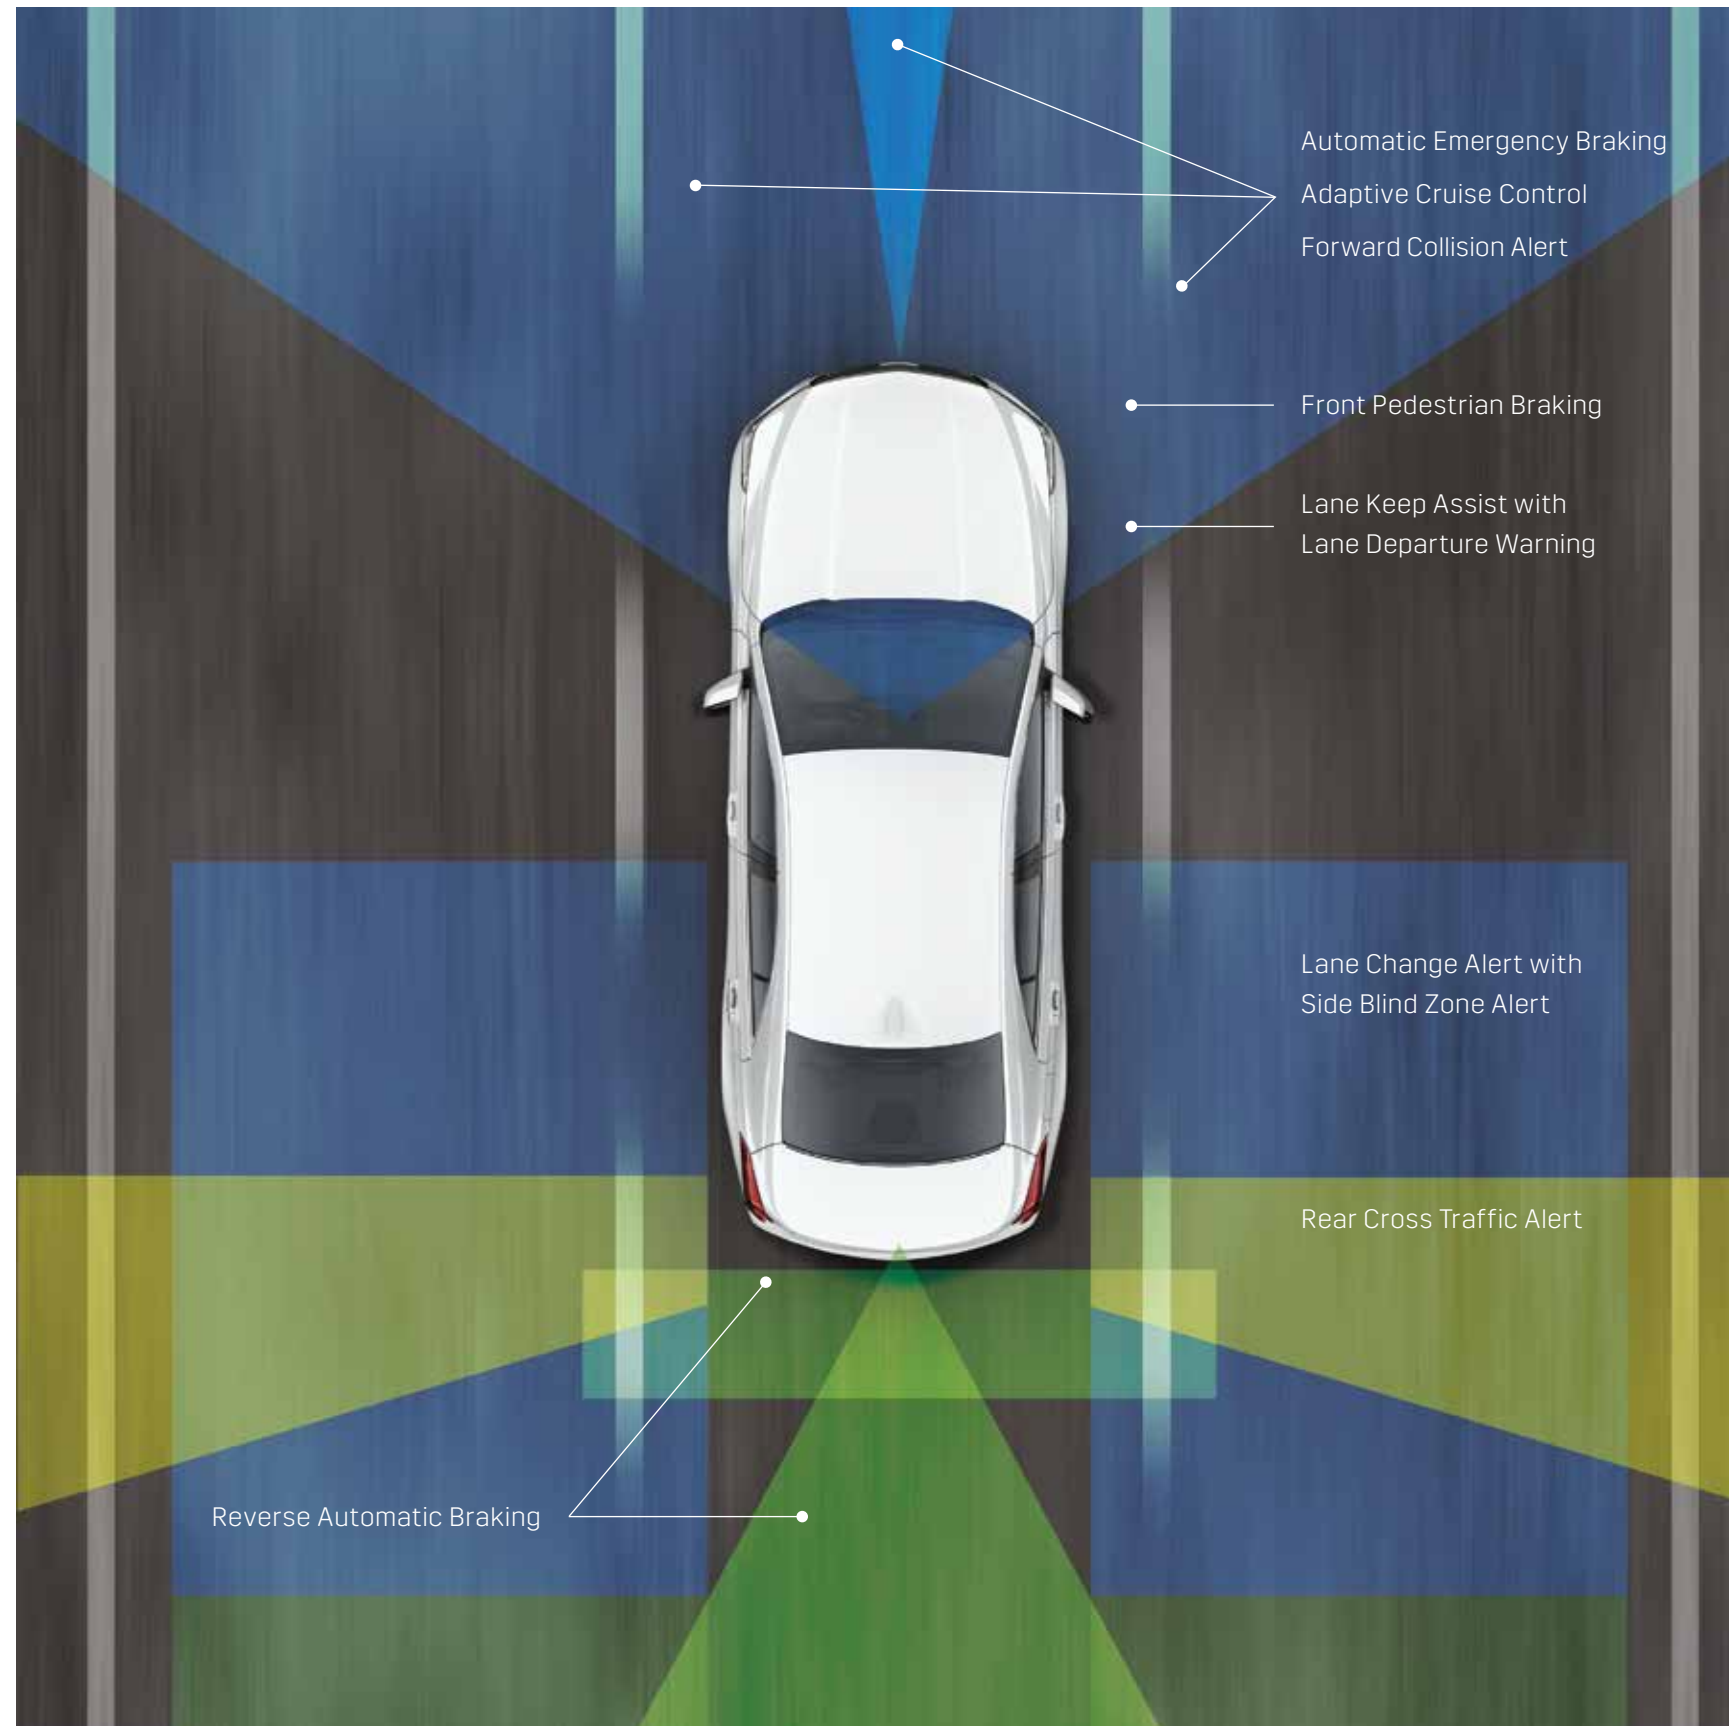 Automatic Emergency Braking
Adaptive Cruise Control
Forward Collision Alert
Front Pedestrian Braking
Lane Keep Assist with
Lane Departure Warning
Lane Change Alert with
Side Blind Zone Alert
Rear Cross Traffic Alert
Reverse Automatic Braking